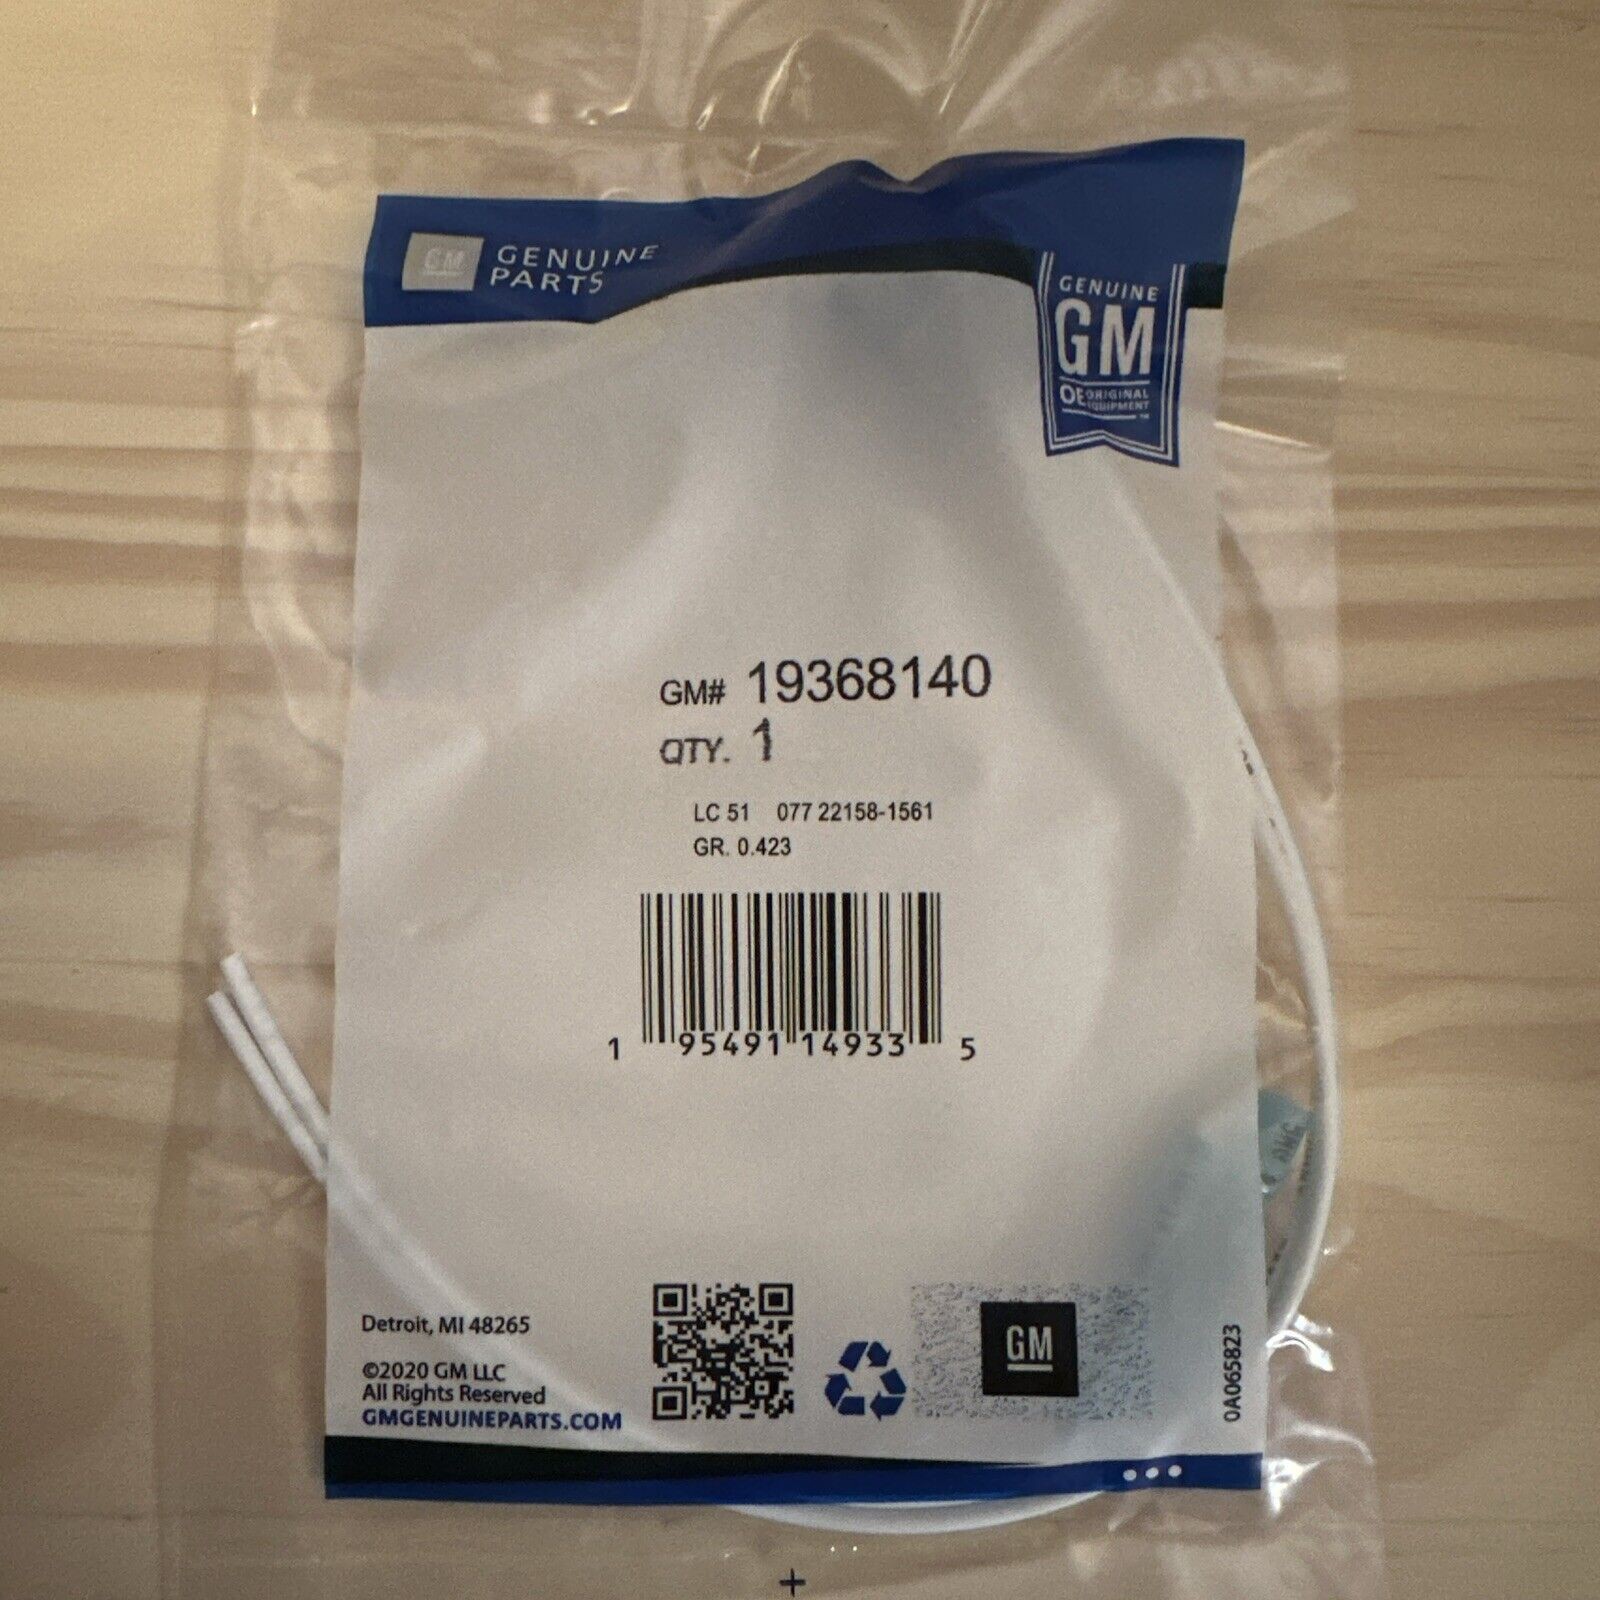 GM GENUINE
PARTS
GENUINE
GM
OE ORIGINAL
EQUIPMENT
GM# 19368140
QTY. 1
LC 51 077 22158-1561
GR. 0.423
1 95491 14933 5
Detroit, MI 48265
©2020 GM LLC
All Rights Reserved
GMGENUINEPARTS.COM
GM
0A065823